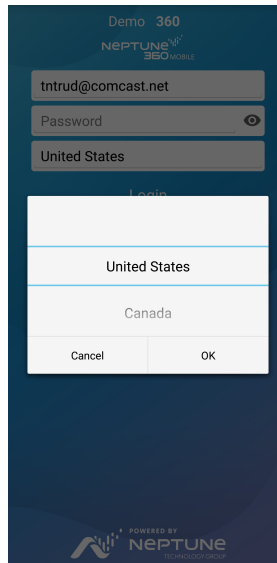 Demo 360
NEPTUNE
360 MOBILE
tntrud@comcast.net
Password
United States
Login
United States
Canada
Cancel OK
POWERED BY
NEPTUNE
TECHNOLOGY GROUP